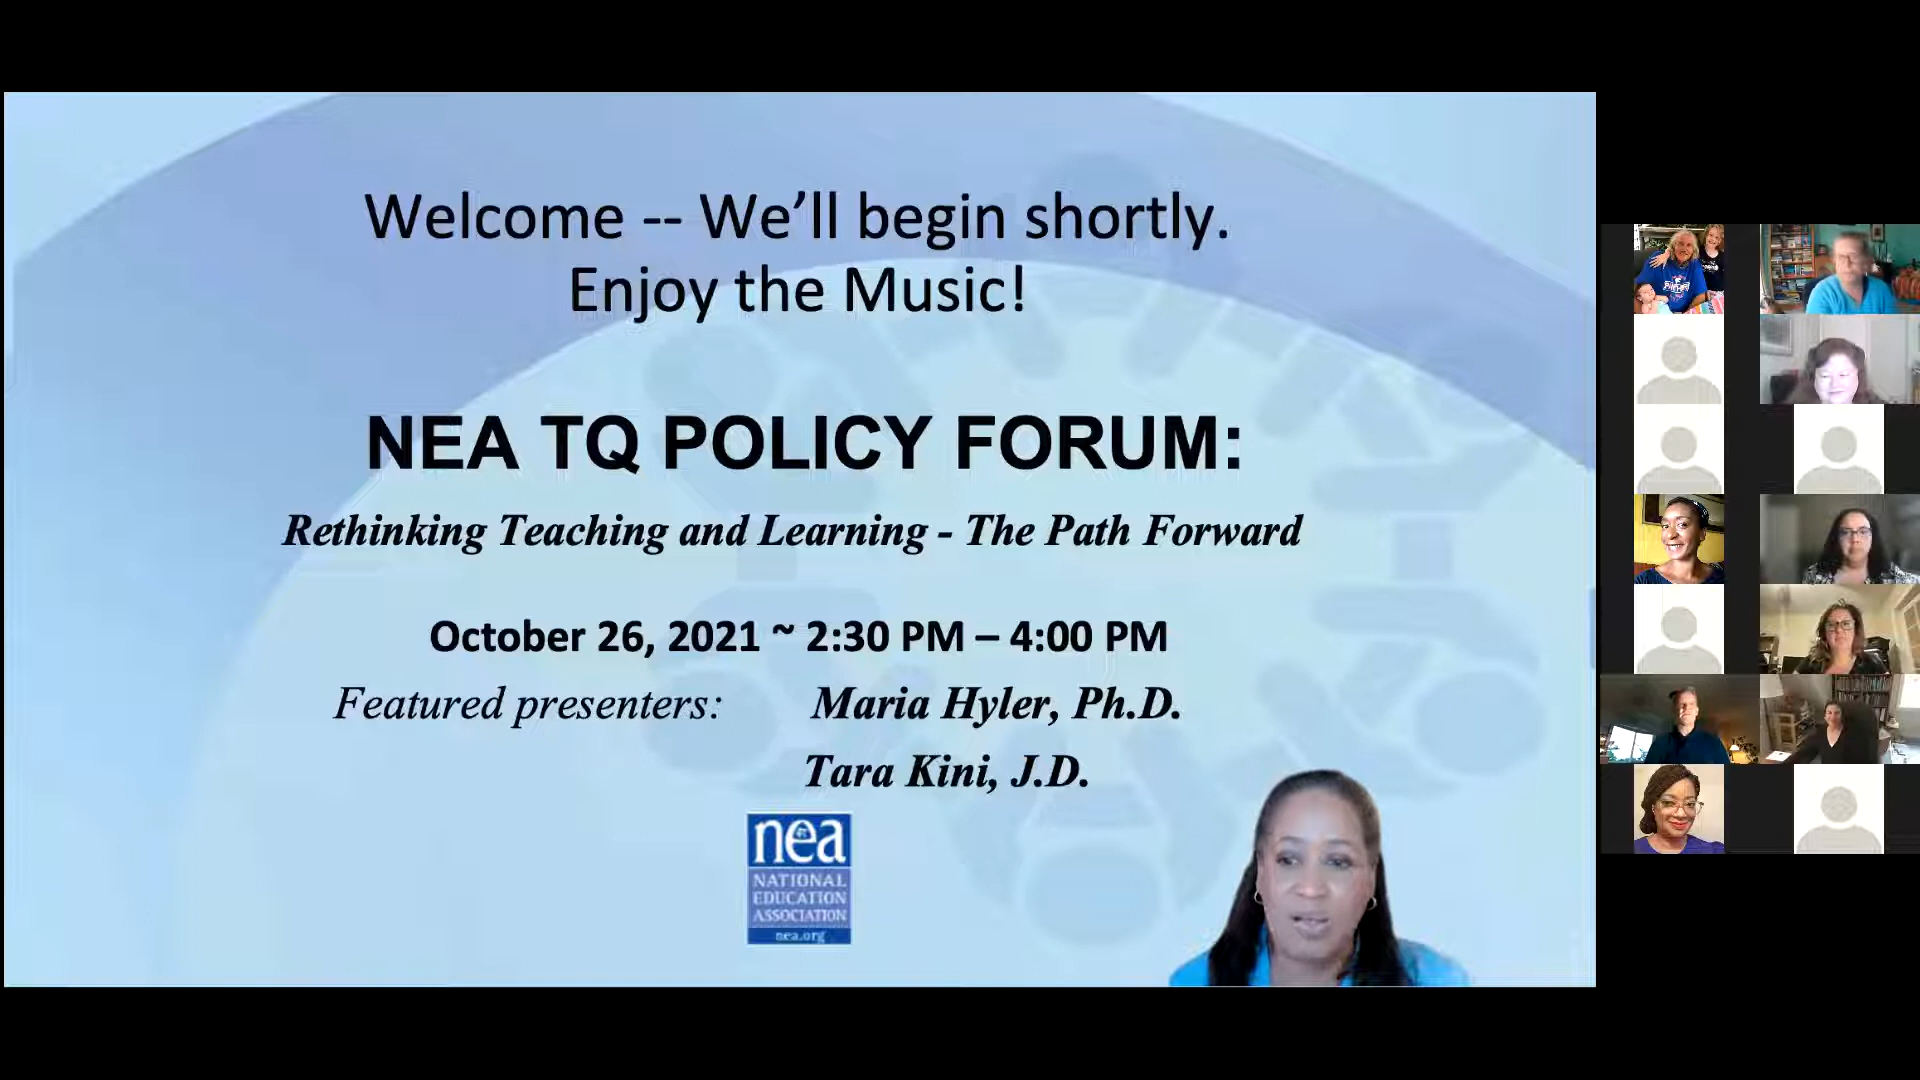 Welcome -- We’ll begin shortly.
Enjoy the Music!
NEA TQ POLICY FORUM:
Rethinking Teaching and Learning - The Path Forward
October 26, 2021 ~ 2:30 PM – 4:00 PM
Featured presenters: Maria Hyler, Ph.D.
Tara Kini, J.D.
nea
NATIONAL
EDUCATION
ASSOCIATION
nea.org